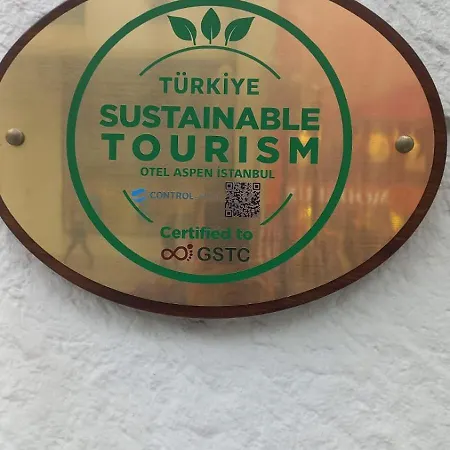 TÜRKİYE
SUSTAINABLE
TOURISM
OTEL ASPEN İSTANBUL
CONTROL
Certified to
GSTC